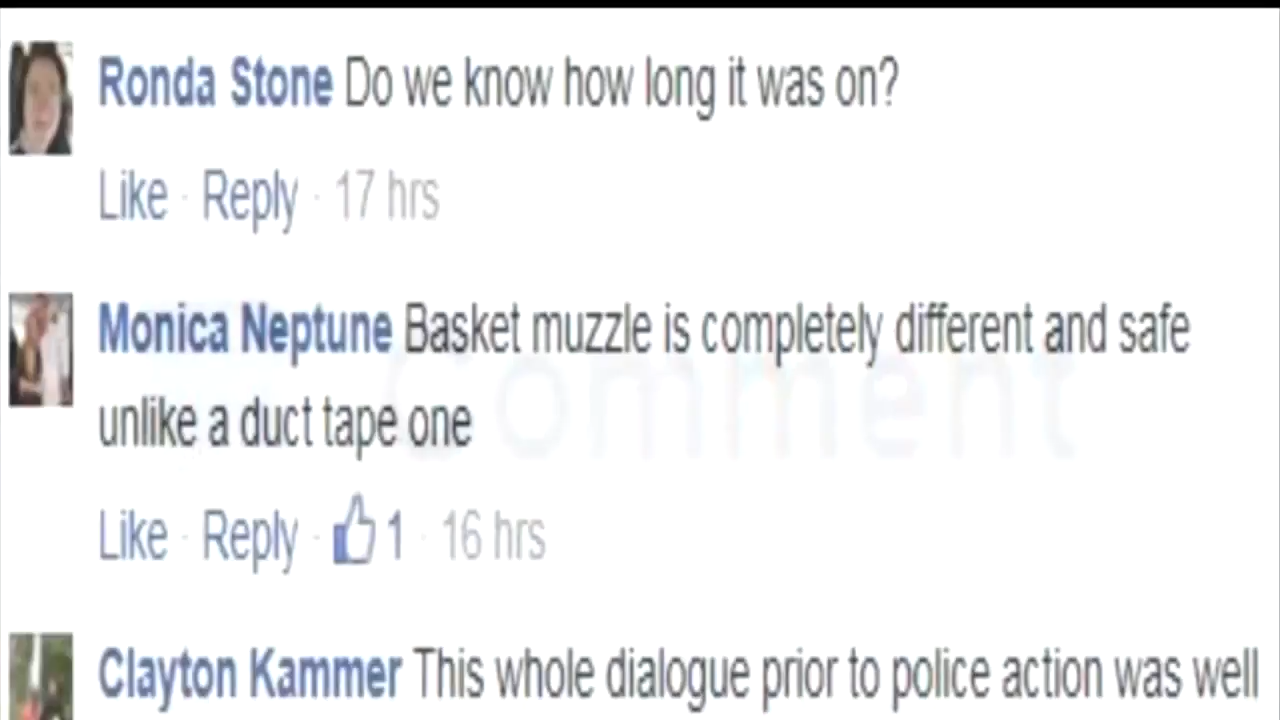 Ronda Stone Do we know how long it was on?
Like · Reply · 17 hrs
Monica Neptune Basket muzzle is completely different and safe
unlike a duct tape one
Comment
Like · Reply · 1 · 16 hrs
Clayton Kammer This whole dialogue prior to police action was well